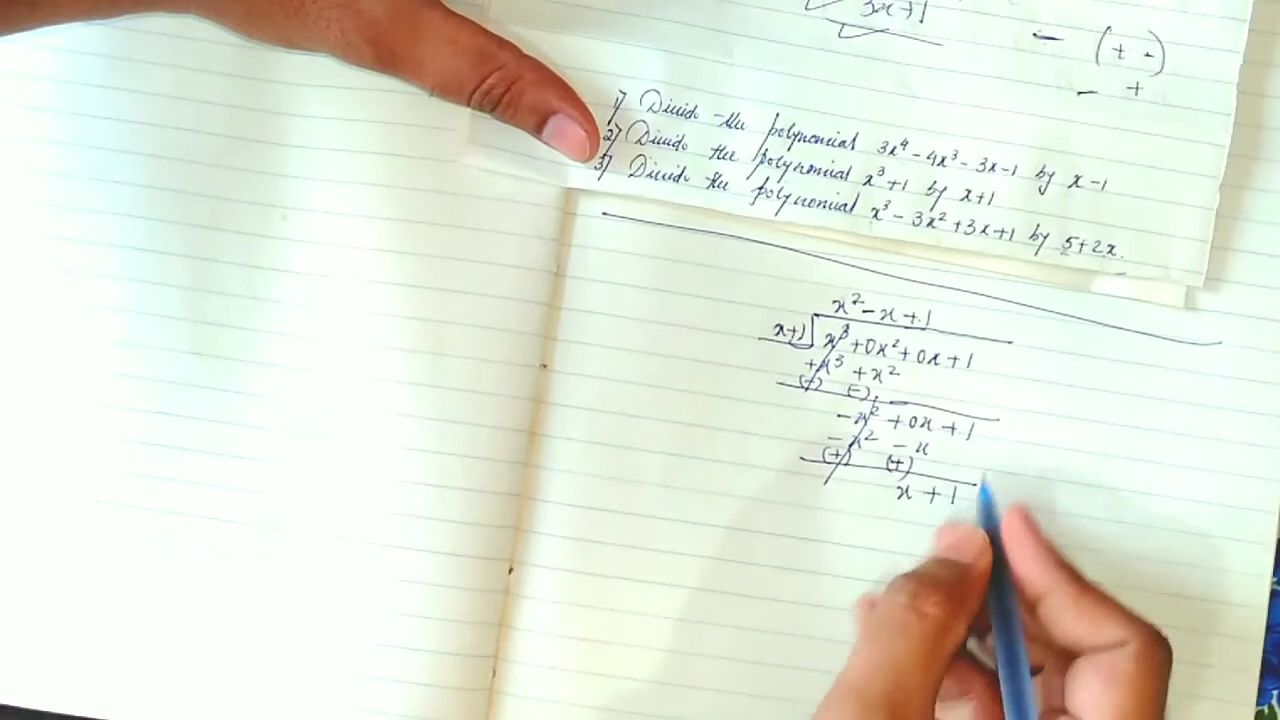 3x+1
- (+ -)
- +
1) Divide the polynomial 3x⁴ - 4x³ - 3x - 1 by x - 1
2) Divide the polynomial x³ + 1 by x + 1
3) Divide the polynomial x³ - 3x² + 3x + 1 by 5 + 2x.
x² - x + 1
x+1 x³ + 0x² + 0x + 1
+x³ + x²
(-) (-)
-x² + 0x + 1
-x² - x
(+) (+)
x + 1